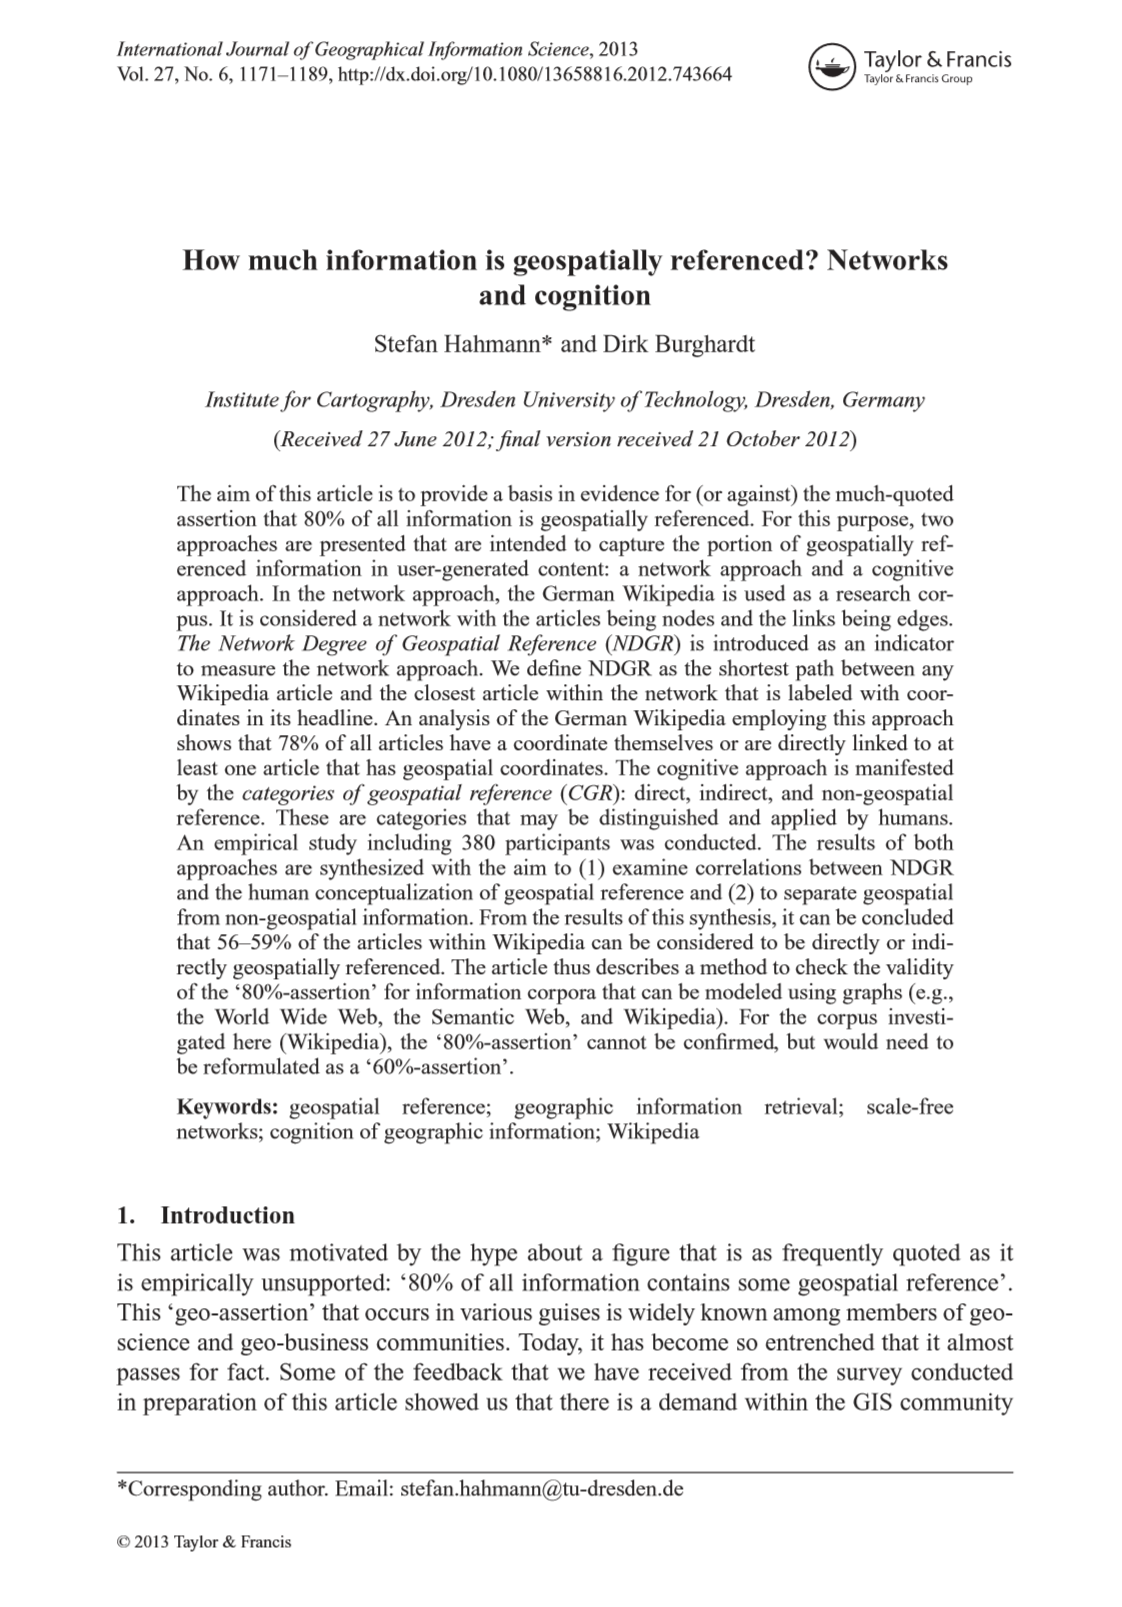 International Journal of Geographical Information Science, 2013
Vol. 27, No. 6, 1171–1189, http://dx.doi.org/10.1080/13658816.2012.743664
Taylor & Francis
Taylor & Francis Group
How much information is geospatially referenced? Networks
and cognition
Stefan Hahmann* and Dirk Burghardt
Institute for Cartography, Dresden University of Technology, Dresden, Germany
(Received 27 June 2012; final version received 21 October 2012)
The aim of this article is to provide a basis in evidence for (or against) the much-quoted
assertion that 80% of all information is geospatially referenced. For this purpose, two
approaches are presented that are intended to capture the portion of geospatially ref-
erenced information in user-generated content: a network approach and a cognitive
approach. In the network approach, the German Wikipedia is used as a research cor-
pus. It is considered a network with the articles being nodes and the links being edges.
The Network Degree of Geospatial Reference (NDGR) is introduced as an indicator
to measure the network approach. We define NDGR as the shortest path between any
Wikipedia article and the closest article within the network that is labeled with coor-
dinates in its headline. An analysis of the German Wikipedia employing this approach
shows that 78% of all articles have a coordinate themselves or are directly linked to at
least one article that has geospatial coordinates. The cognitive approach is manifested
by the categories of geospatial reference (CGR): direct, indirect, and non-geospatial
reference. These are categories that may be distinguished and applied by humans.
An empirical study including 380 participants was conducted. The results of both
approaches are synthesized with the aim to (1) examine correlations between NDGR
and the human conceptualization of geospatial reference and (2) to separate geospatial
from non-geospatial information. From the results of this synthesis, it can be concluded
that 56–59% of the articles within Wikipedia can be considered to be directly or indi-
rectly geospatially referenced. The article thus describes a method to check the validity
of the ‘80%-assertion’ for information corpora that can be modeled using graphs (e.g.,
the World Wide Web, the Semantic Web, and Wikipedia). For the corpus investi-
gated here (Wikipedia), the ‘80%-assertion’ cannot be confirmed, but would need to
be reformulated as a ‘60%-assertion’.
Keywords: geospatial reference; geographic information retrieval; scale-free
networks; cognition of geographic information; Wikipedia
1. Introduction
This article was motivated by the hype about a figure that is as frequently quoted as it
is empirically unsupported: ‘80% of all information contains some geospatial reference’.
This ‘geo-assertion’ that occurs in various guises is widely known among members of geo-
science and geo-business communities. Today, it has become so entrenched that it almost
passes for fact. Some of the feedback that we have received from the survey conducted
in preparation of this article showed us that there is a demand within the GIS community
*Corresponding author. Email: stefan.hahmann@tu-dresden.de
© 2013 Taylor & Francis